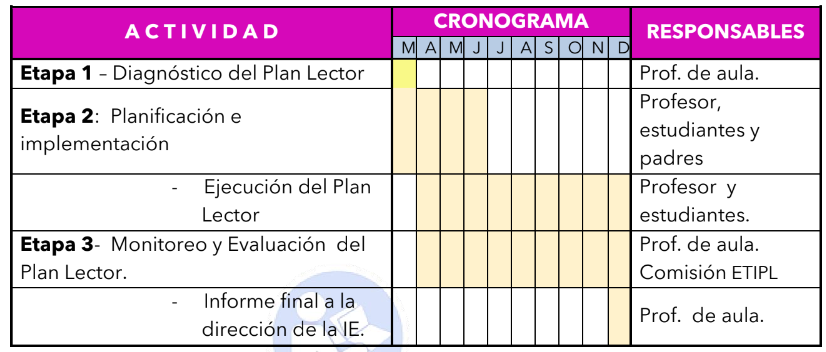 A C T I V I D A D
CRONOGRAMA
RESPONSABLES
M A M J J A S O N D
Etapa 1 – Diagnóstico del Plan Lector
Prof. de aula.
Etapa 2:  Planificación e
implementación
Profesor,
estudiantes y
padres
- Ejecución del Plan
Lector
Profesor  y
estudiantes.
Etapa 3-  Monitoreo y Evaluación  del
Plan Lector.
Prof. de aula.
Comisión ETIPL
- Informe final a la
dirección de la IE.
Prof.  de aula.